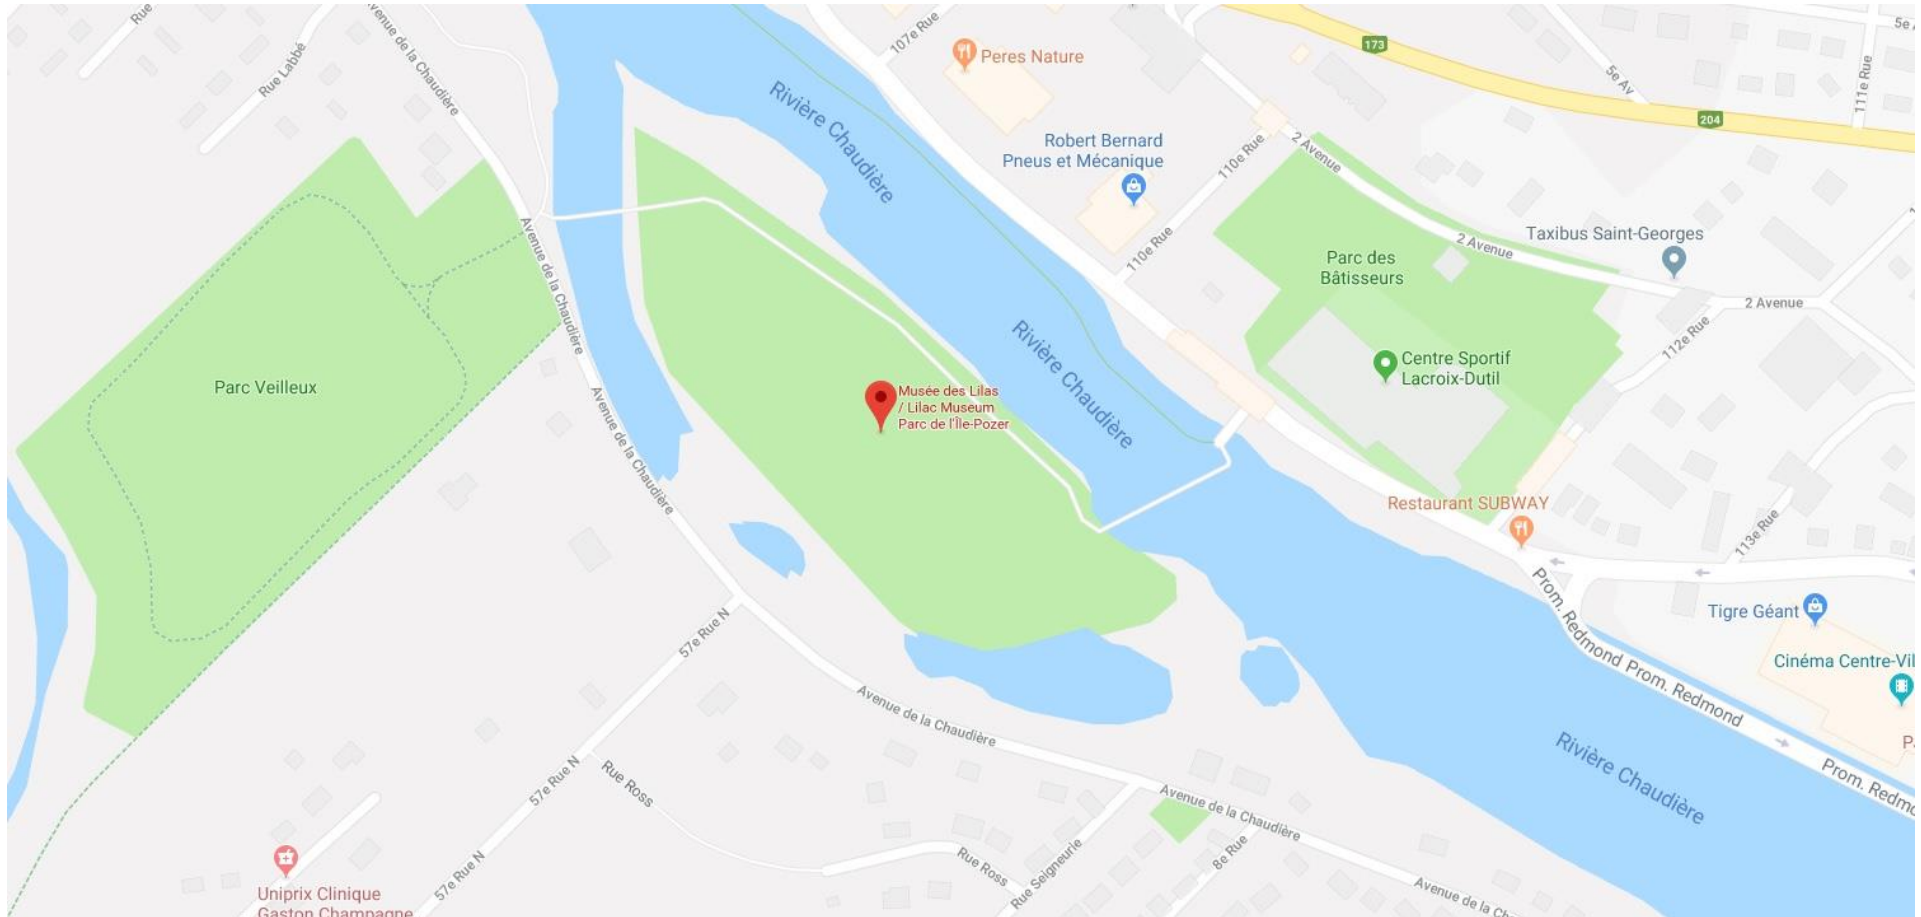 Rue
Rue Labbé
Avenue de la Chaudière
107e Rue
Peres Nature
173
5e Av
5e
111e Rue
204
Rivière Chaudière
Robert Bernard
Pneus et Mécanique
110e Rue
2 Avenue
110e Rue
Parc des
Bâtisseurs
2 Avenue
Taxibus Saint-Georges
2 Avenue
112e Rue
Avenue de la Chaudière
Rivière Chaudière
Centre Sportif
Lacroix-Dutil
Parc Veilleux
Musée des Lilas
/ Lilac Museum
Parc de l'Île-Pozer
Avenue de la Chaudière
Restaurant SUBWAY
113e Rue
Prom. Redmond
Prom. Redmond
Tigre Géant
Cinéma Centre-Vil
57e Rue N
Avenue de la Chaudière
Rivière Chaudière
P
Prom. Redmo
57e Rue N
Rue Ross
Avenue de la Chaudière
8e Rue
Rue Ross
Rue Seigneurie
57e Rue N
Avenue de la Ch
Uniprix Clinique
Gaston Champagne